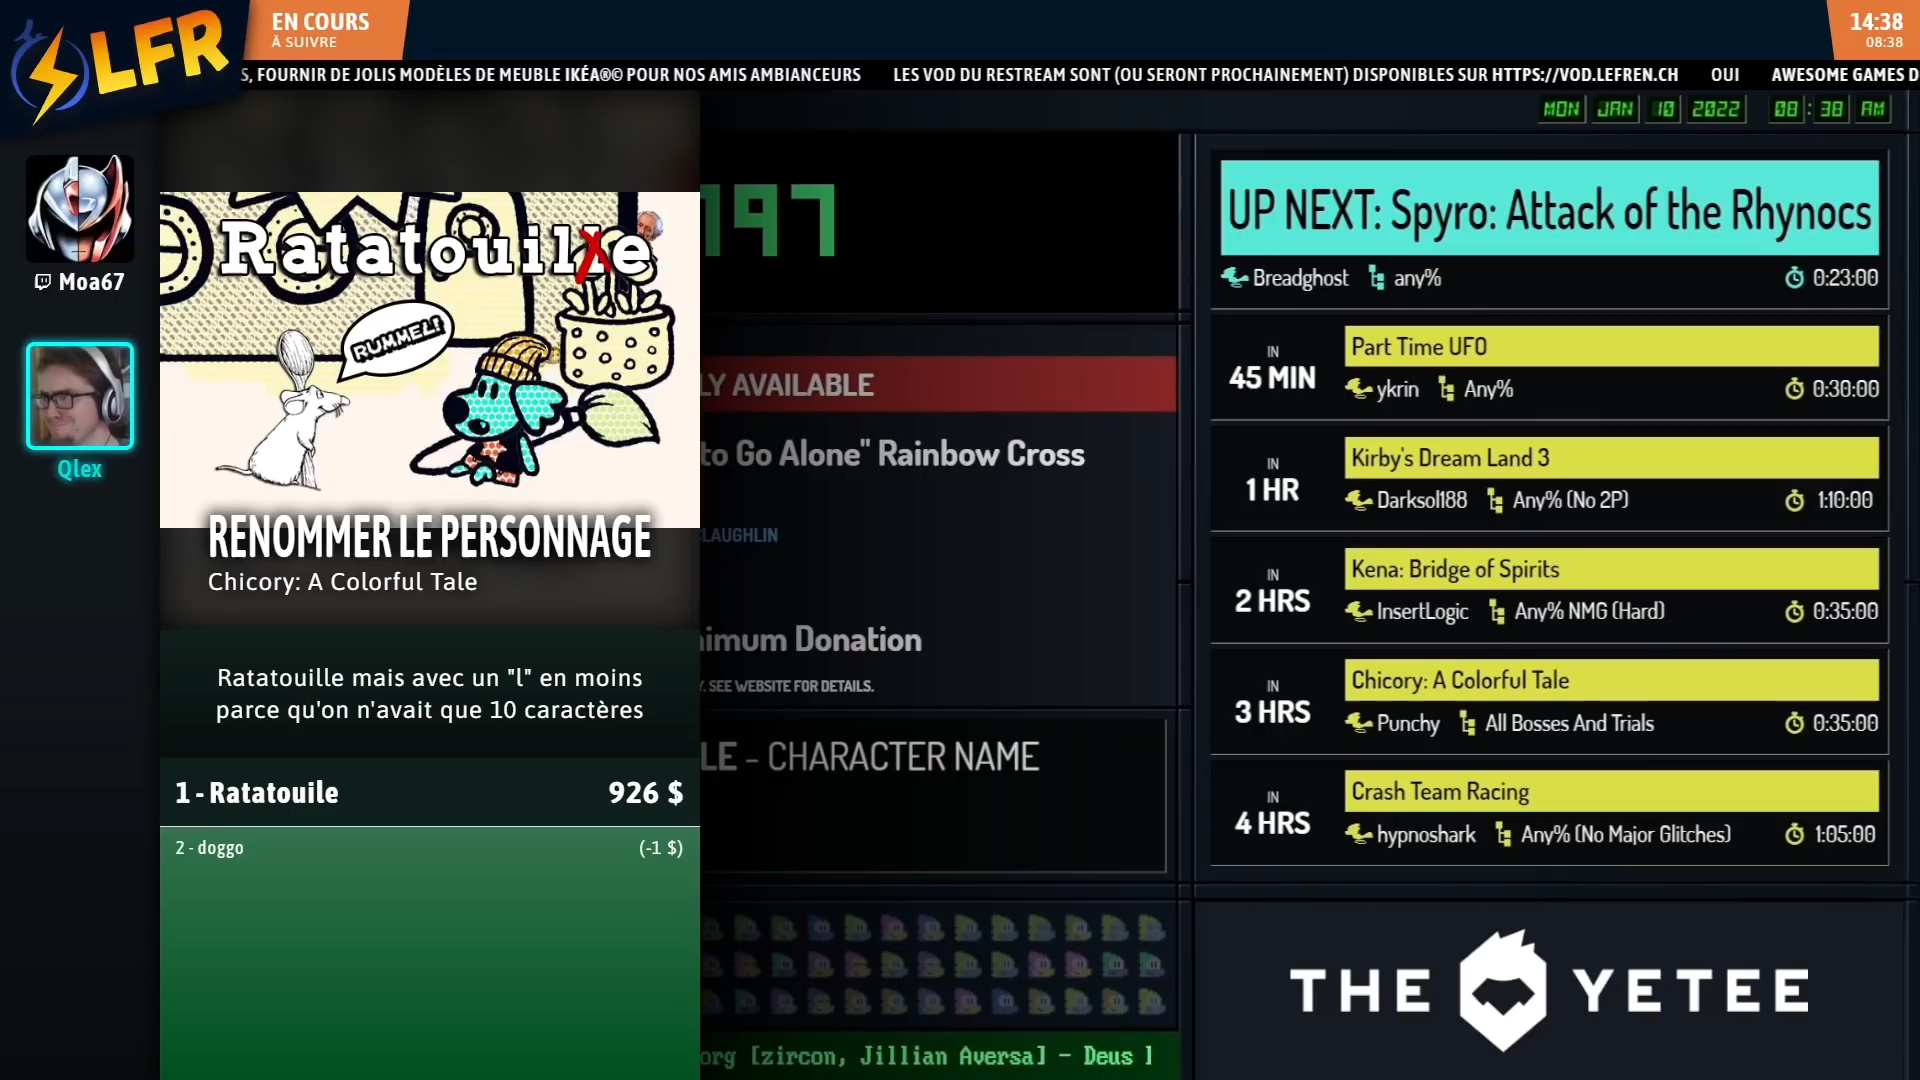 LFR
EN COURS
À SUIVRE
14:38
08:38
S, FOURNIR DE JOLIS MODÈLES DE MEUBLE IKÉA®© POUR NOS AMIS AMBIANCEURS LES VOD DU RESTREAM SONT (OU SERONT PROCHAINEMENT) DISPONIBLES SUR HTTPS://VOD.LEFREN.CH OUI AWESOME GAMES D
MON JAN 10 2022 08:38 AM
Moa67
Qlex
Ratatouille
RUMMEL!
RENOMMER LE PERSONNAGE
Chicory: A Colorful Tale
Ratatouille mais avec un "l" en moins
parce qu'on n'avait que 10 caractères
1 - Ratatouile 926 $
2 - doggo (-1 $)
197
LY AVAILABLE
to Go Alone" Rainbow Cross
LAUGHLIN
imum Donation
. SEE WEBSITE FOR DETAILS.
LE - CHARACTER NAME
org [zircon, Jillian Aversa] - Deus ]
UP NEXT: Spyro: Attack of the Rhynocs
Breadghost any% 0:23:00
IN
45 MIN
Part Time UFO
ykrin Any% 0:30:00
IN
1 HR
Kirby's Dream Land 3
Darksol188 Any% (No 2P) 1:10:00
IN
2 HRS
Kena: Bridge of Spirits
InsertLogic Any% NMG (Hard) 0:35:00
IN
3 HRS
Chicory: A Colorful Tale
Punchy All Bosses And Trials 0:35:00
IN
4 HRS
Crash Team Racing
hypnoshark Any% (No Major Glitches) 1:05:00
THE YETEE